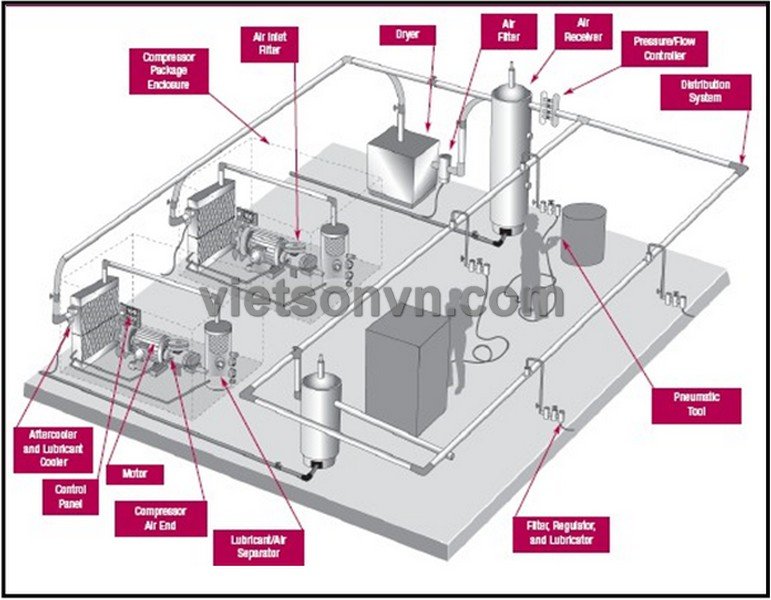 Air Inlet
Filter
Dryer
Air
Filter
Air
Receiver
Pressure/Flow
Controller
Compressor
Package
Enclosure
Distribution
System
vietsonvn.com
Pneumatic
Tool
Aftercooler
and Lubricant
Cooler
Control
Panel
Motor
Compressor
Air End
Lubricant/Air
Separator
Filter, Regulator,
and Lubricator